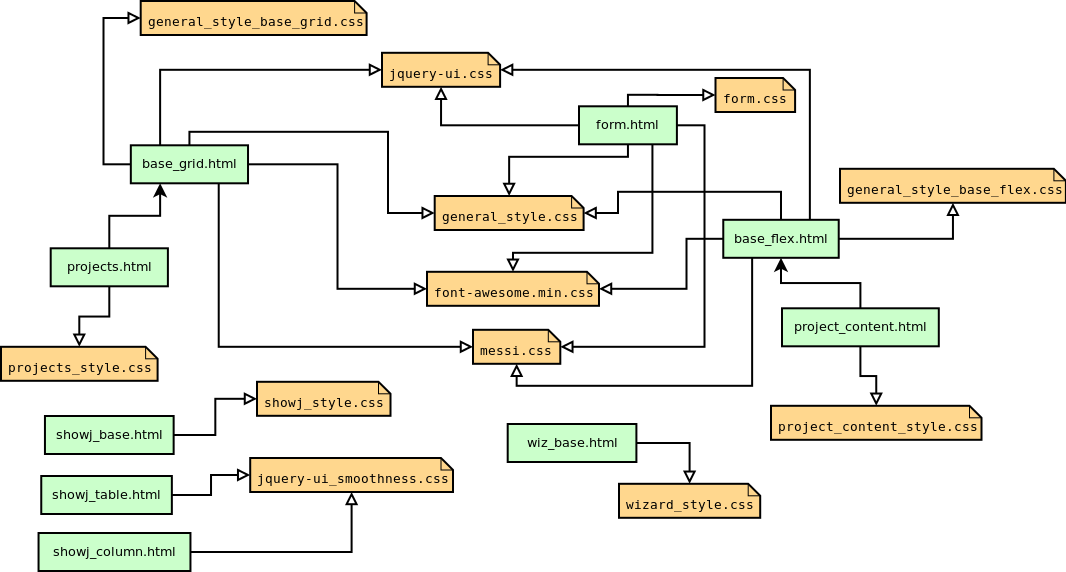 general_style_base_grid.css
jquery-ui.css
form.css
form.html
base_grid.html
general_style_base_flex.css
general_style.css
base_flex.html
projects.html
font-awesome.min.css
project_content.html
messi.css
projects_style.css
showj_style.css
project_content_style.css
showj_base.html
wiz_base.html
jquery-ui_smoothness.css
showj_table.html
wizard_style.css
showj_column.html